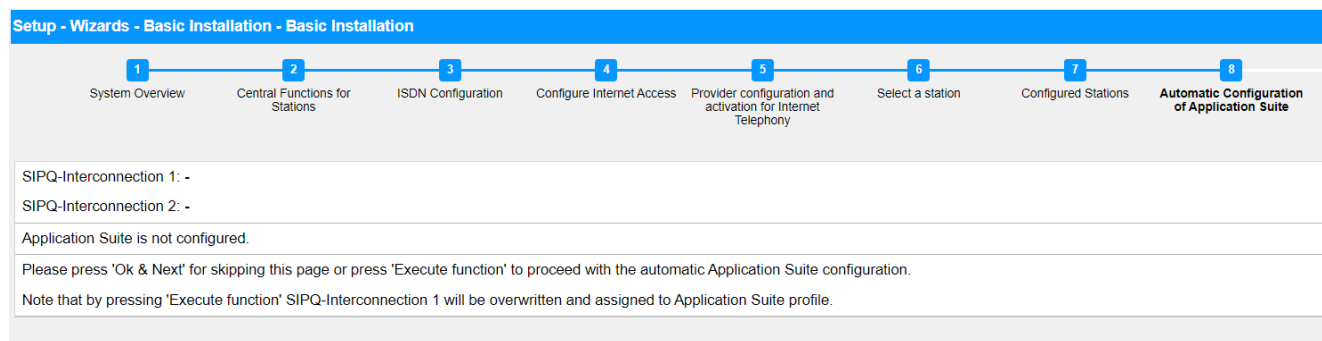 Setup - Wizards - Basic Installation - Basic Installation
1
2
3
4
5
6
7
8
System Overview
Central Functions for
Stations
ISDN Configuration
Configure Internet Access
Provider configuration and
activation for Internet
Telephony
Select a station
Configured Stations
Automatic Configuration
of Application Suite
SIPQ-Interconnection 1: -
SIPQ-Interconnection 2: -
Application Suite is not configured.
Please press 'Ok & Next' for skipping this page or press 'Execute function' to proceed with the automatic Application Suite configuration.
Note that by pressing 'Execute function' SIPQ-Interconnection 1 will be overwritten and assigned to Application Suite profile.